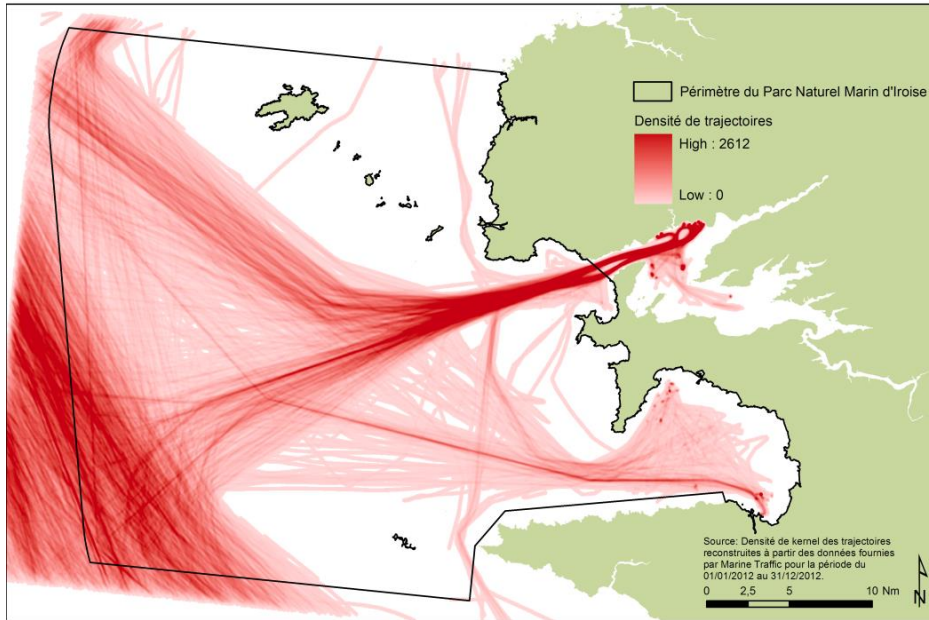 Périmètre du Parc Naturel Marin d'Iroise
Densité de trajectoires
High : 2612
Low : 0
Source: Densité de kernel des trajectoires
reconstruites à partir des données fournies
par Marine Traffic pour la période du
01/01/2012 au 31/12/2012.
0 2,5 5 10 Nm
N